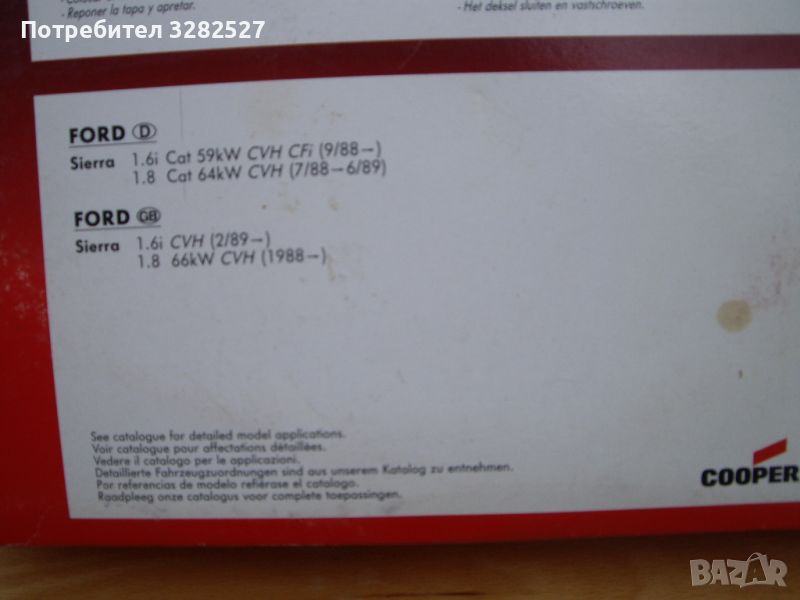 Потребител 3282527
- Reponer la tapa y apretar.
- Het deksel sluiten en vastschroeven.
FORD D
Sierra 1.6i Cat 59kW CVH CFi (9/88–)
1.8 Cat 64kW CVH (7/88–6/89)
FORD GB
Sierra 1.6i CVH (2/89–)
1.8 66kW CVH (1988–)
See catalogue for detailed model applications.
Voir catalogue pour affectations détaillées.
Vedere il catalogo per le applicazioni.
Detaillierte Fahrzeugzuordnungen sind aus unserem Katalog zu entnehmen.
Por referencias de modelo refiérase el catalogo.
Raadpleeg onze catalogus voor complete toepassingen.
COOPER
BAZAR